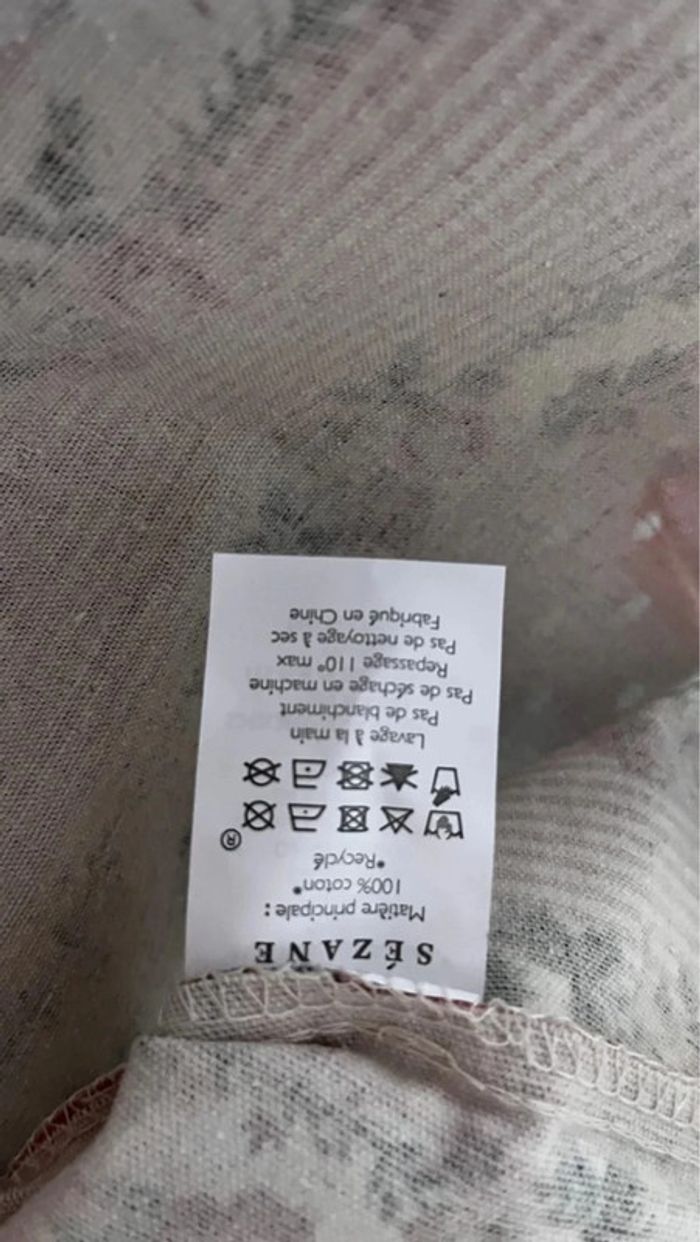 SÉZANE
Matière principale :
100% coton*
*Recyclé
®
Lavage à la main
Pas de blanchiment
Pas de séchage en machine
Repassage 110° max
Pas de nettoyage à sec
Fabriqué en Chine